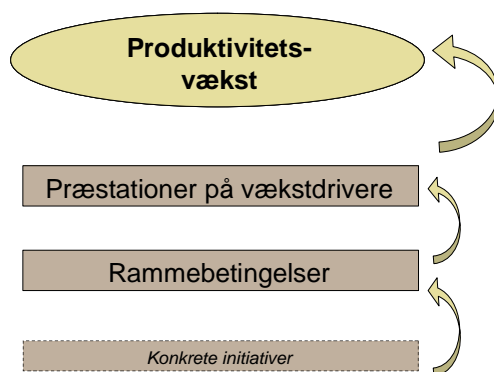 Produktivitets-
vækst
Præstationer på vækstdrivere
Rammebetingelser
Konkrete initiativer